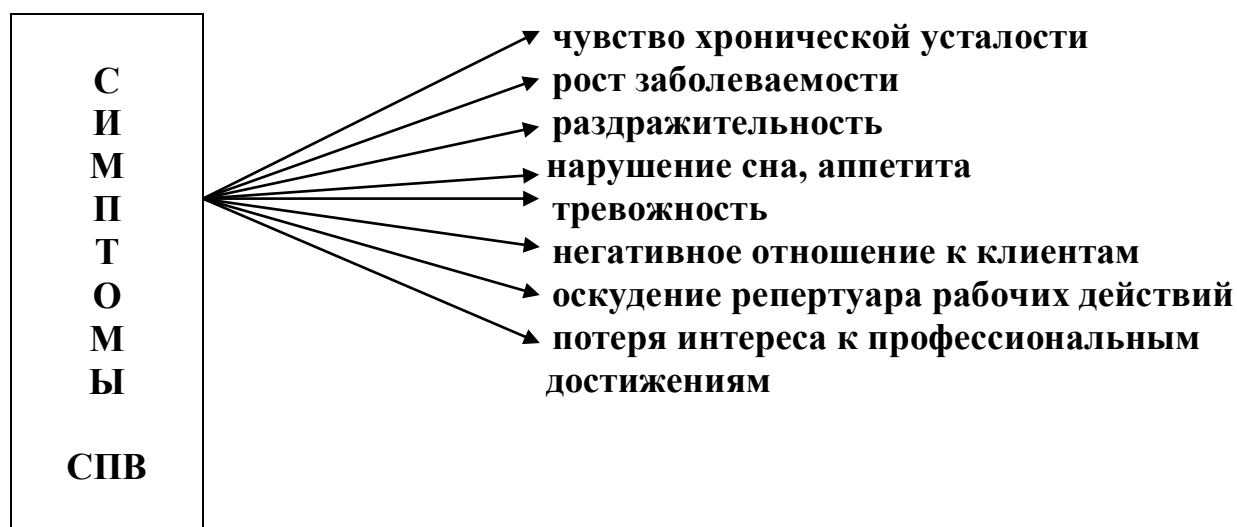 СИМПТОМЫ
СПВ
чувство хронической усталости
рост заболеваемости
раздражительность
нарушение сна, аппетита
тревожность
негативное отношение к клиентам
оскудение репертуара рабочих действий
потеря интереса к профессиональным
достижениям